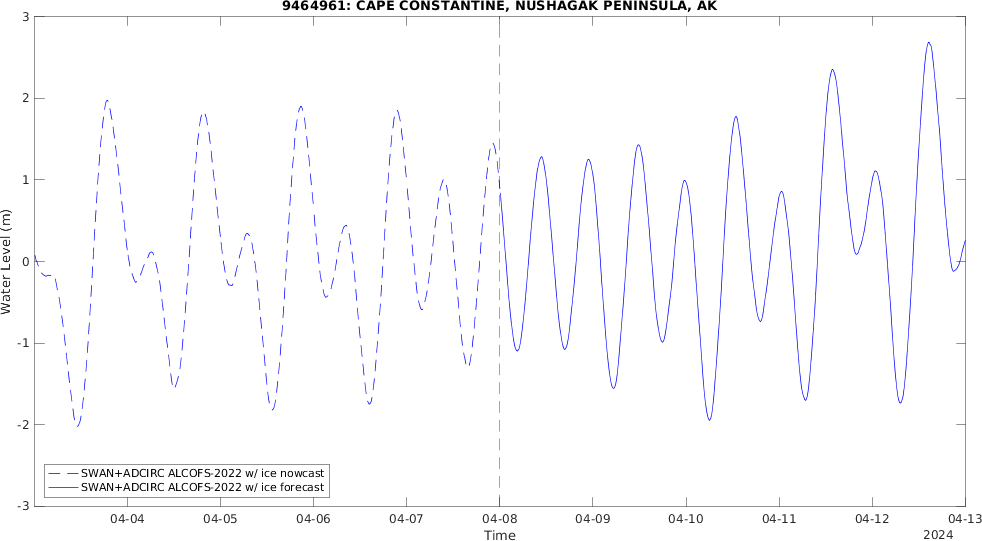 9464961: CAPE CONSTANTINE, NUSHAGAK PENINSULA, AK
3
2
1
0
-1
-2
-3
Water Level (m)
SWAN+ADCIRC ALCOFS-2022 w/ ice nowcast
SWAN+ADCIRC ALCOFS-2022 w/ ice forecast
04-04 04-05 04-06 04-07 04-08 04-09 04-10 04-11 04-12 04-13
Time
2024